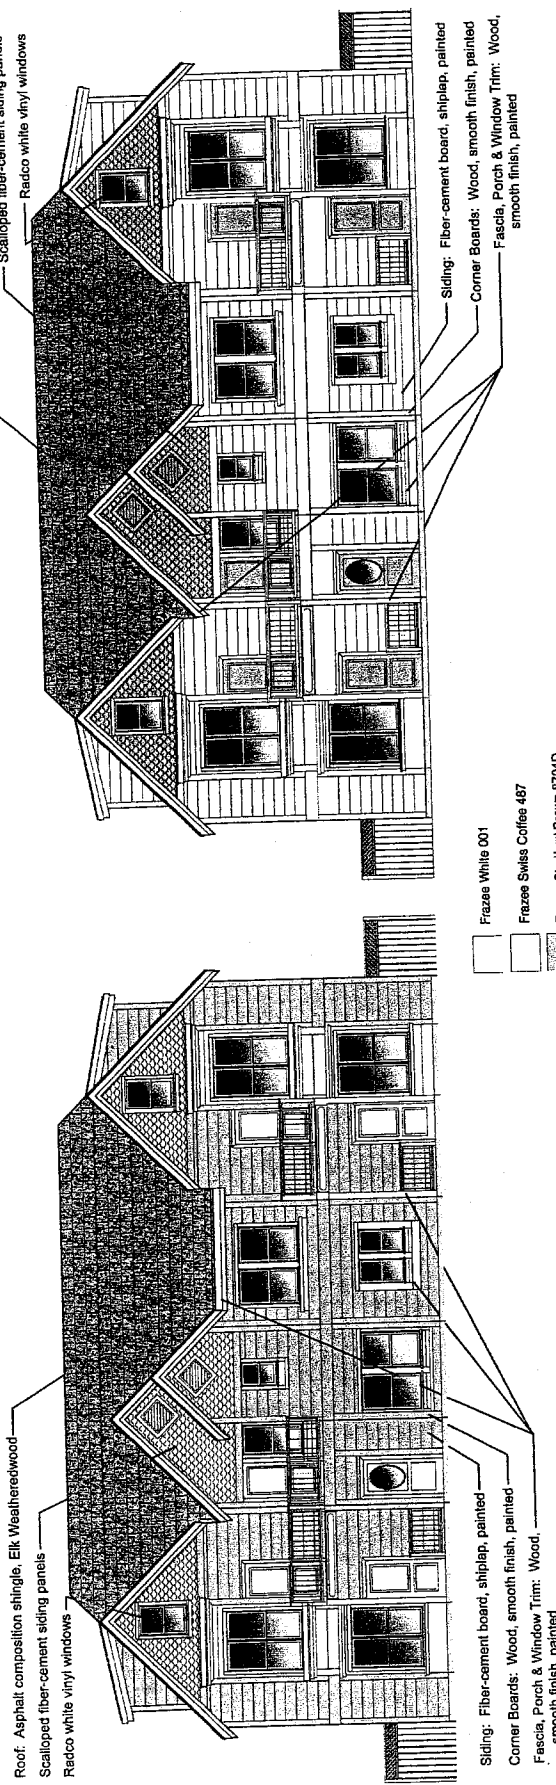 Roof: Asphalt composition shingle, Elk Weatheredwood
Scalloped fiber-cement siding panels
Radco white vinyl windows
Siding: Fiber-cement board, shiplap, painted
Corner Boards: Wood, smooth finish, painted
Fascia, Porch & Window Trim: Wood,
smooth finish, painted
Scalloped fiber-cement siding panels
Radco white vinyl windows
Siding: Fiber-cement board, shiplap, painted
Corner Boards: Wood, smooth finish, painted
Fascia, Porch & Window Trim: Wood,
smooth finish, painted
Frazee White 001
Frazee Swiss Coffee 487